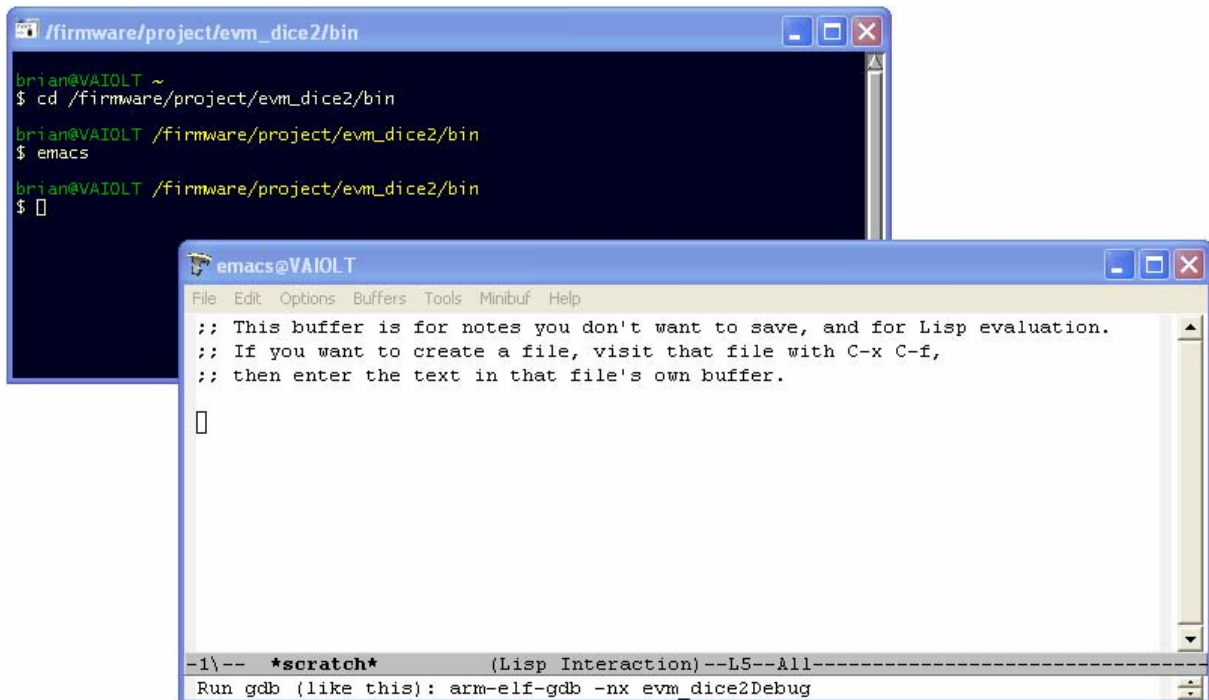 /firmware/project/evm_dice2/bin
brian@VAIOLT ~
$ cd /firmware/project/evm_dice2/bin
brian@VAIOLT /firmware/project/evm_dice2/bin
$ emacs
brian@VAIOLT /firmware/project/evm_dice2/bin
$
emacs@VAIOLT
File Edit Options Buffers Tools Minibuf Help
;; This buffer is for notes you don't want to save, and for Lisp evaluation.
;; If you want to create a file, visit that file with C-x C-f,
;; then enter the text in that file's own buffer.
-1\-- *scratch* (Lisp Interaction)--L5--All--------------------------------------
Run gdb (like this): arm-elf-gdb -nx evm_dice2Debug